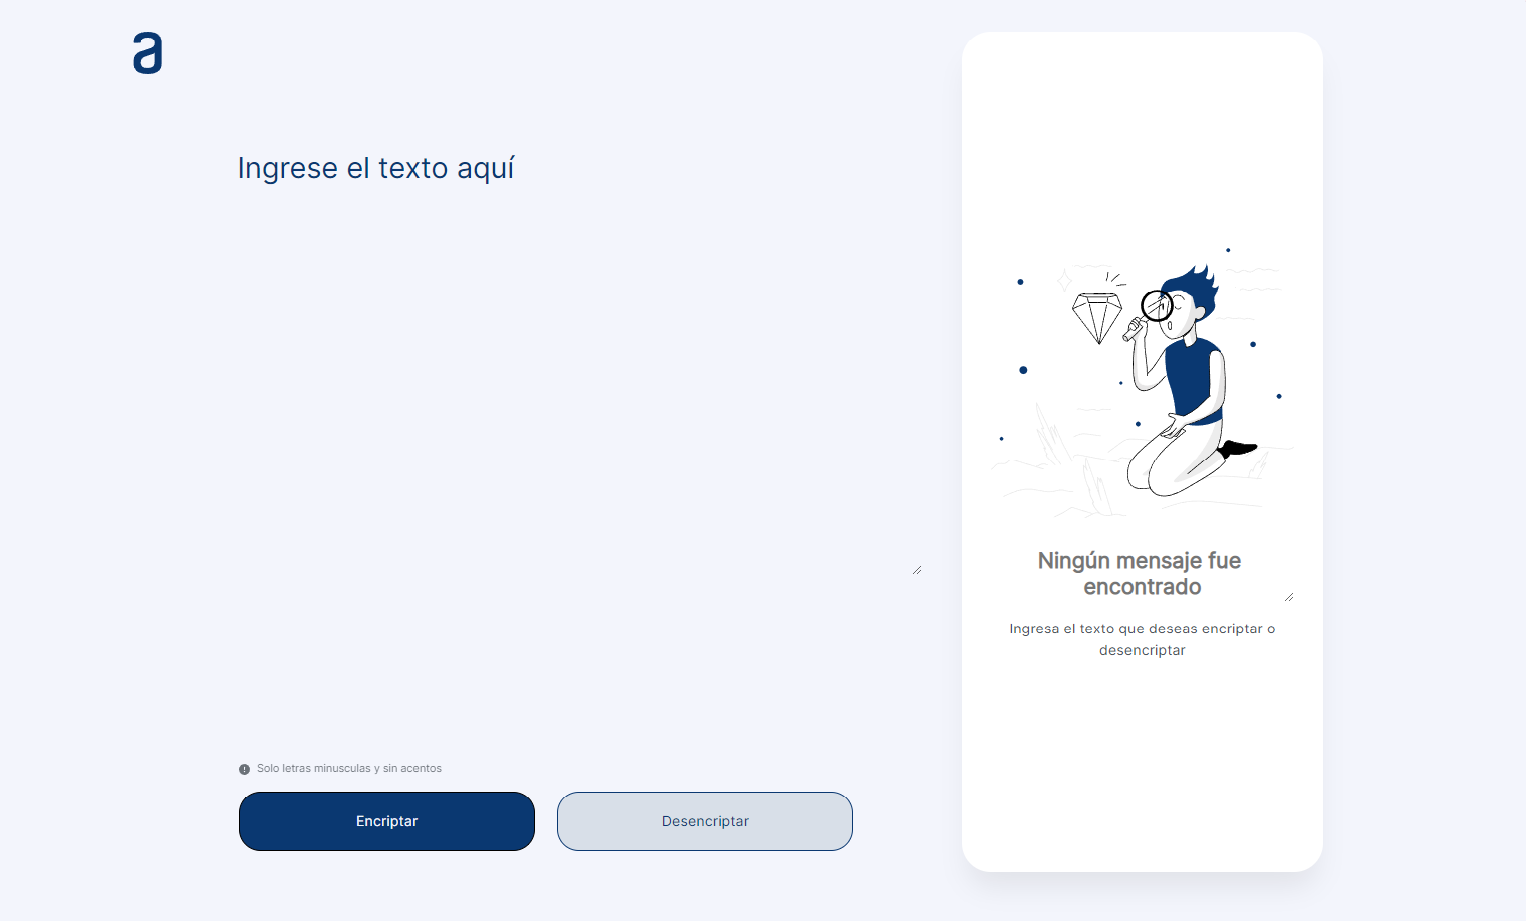 a
Ingrese el texto aquí
Ningún mensaje fue
encontrado
Ingresa el texto que deseas encriptar o
desencriptar
Solo letras minusculas y sin acentos
Encriptar
Desencriptar